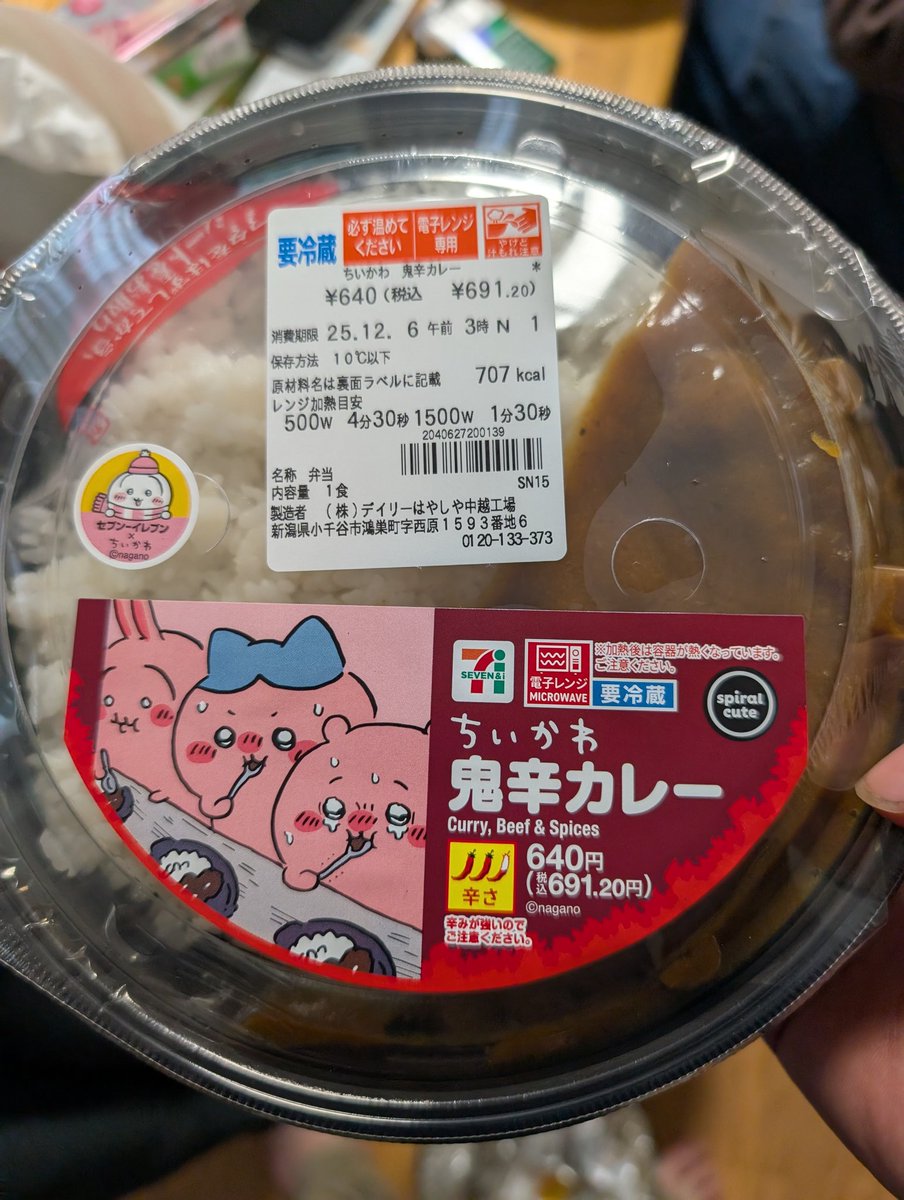 フタをはずしてから
要冷蔵
必ず温めて
ください
電子レンジ
専用
やけど
汁もれ注意
ちいかわ 鬼辛カレー *
¥640(税込 ¥691.20)
消費期限 25.12. 6 午前 3時 N 1
保存方法 10℃以下
原材料名は裏面ラベルに記載 707 kcal
レンジ加熱目安
500W 4分30秒 1500W 1分30秒
2040627200139
SN15
名称 弁当
内容量 1食
製造者 (株)デイリーはやしや中越工場
新潟県小千谷市鴻巣町字西原1593番地6
0120-133-373
セブン-イレブン
×
ちいかわ
©nagano
SEVEN&i
電子レンジ
MICROWAVE
※加熱後は容器が熱くなっています。
ご注意ください。
要冷蔵
spiral
cute
ちいかわ
鬼辛カレー
Curry, Beef & Spices
辛さ
640円
(税込691.20円)
©nagano
辛みが強いので
ご注意ください。